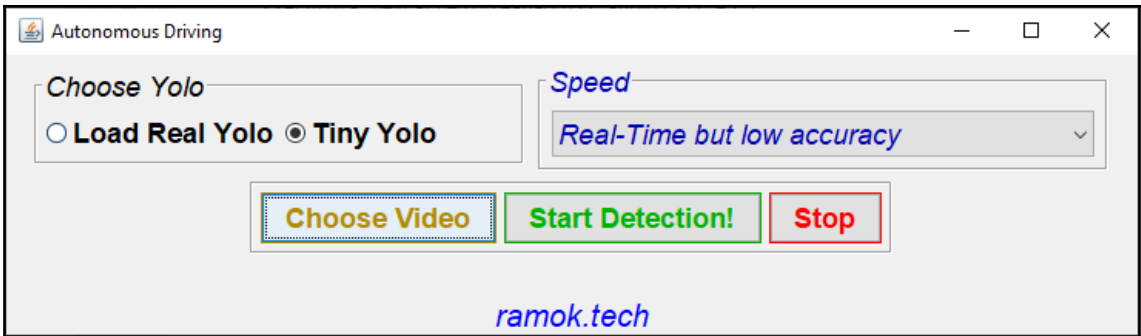 Autonomous Driving
Choose Yolo
Load Real Yolo Tiny Yolo
Speed
Real-Time but low accuracy
Choose Video Start Detection! Stop
ramok.tech